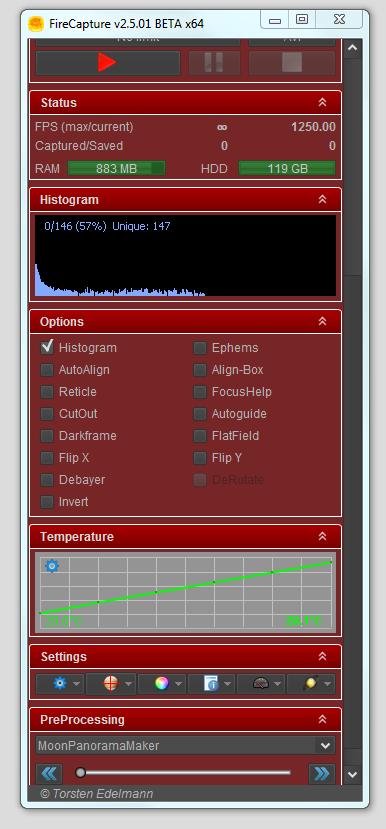 FireCapture v2.5.01 BETA x64
No limit AVI
Status
FPS (max/current) ∞ 1250.00
Captured/Saved 0 0
RAM 883 MB HDD 119 GB
Histogram
0/146 (57%) Unique: 147
Options
Histogram Ephems
AutoAlign Align-Box
Reticle FocusHelp
CutOut Autoguide
Darkframe FlatField
Flip X Flip Y
Debayer DeRotate
Invert
Temperature
20.1°C
Settings
PreProcessing
MoonPanoramaMaker
© Torsten Edelmann